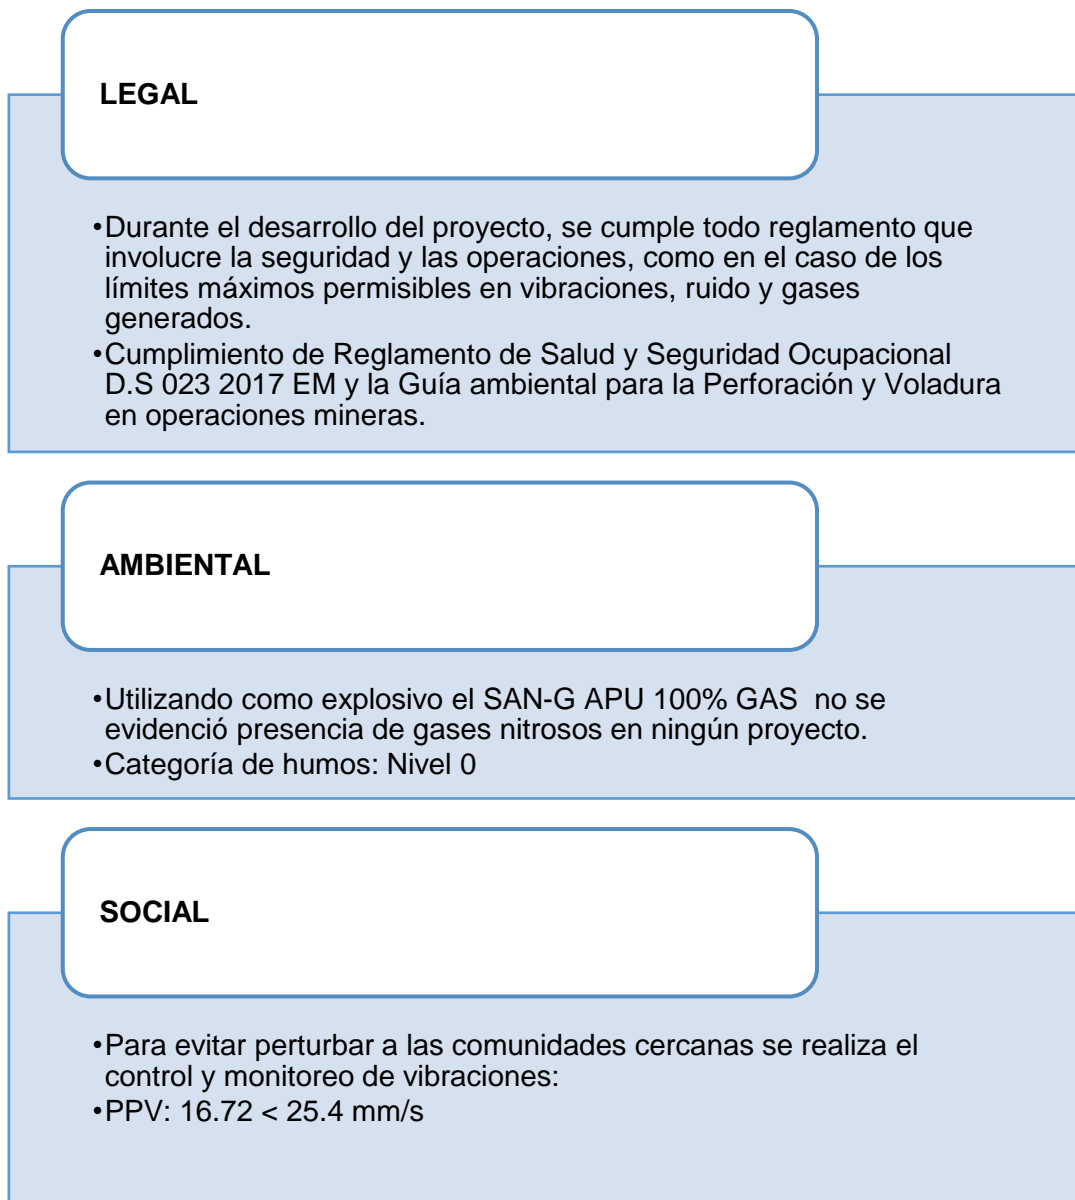 LEGAL
•Durante el desarrollo del proyecto, se cumple todo reglamento que
involucre la seguridad y las operaciones, como en el caso de los
límites máximos permisibles en vibraciones, ruido y gases
generados.
•Cumplimiento de Reglamento de Salud y Seguridad Ocupacional
D.S 023 2017 EM y la Guía ambiental para la Perforación y Voladura
en operaciones mineras.
AMBIENTAL
•Utilizando como explosivo el SAN-G APU 100% GAS  no se
evidenció presencia de gases nitrosos en ningún proyecto.
•Categoría de humos: Nivel 0
SOCIAL
•Para evitar perturbar a las comunidades cercanas se realiza el
control y monitoreo de vibraciones:
•PPV: 16.72 < 25.4 mm/s